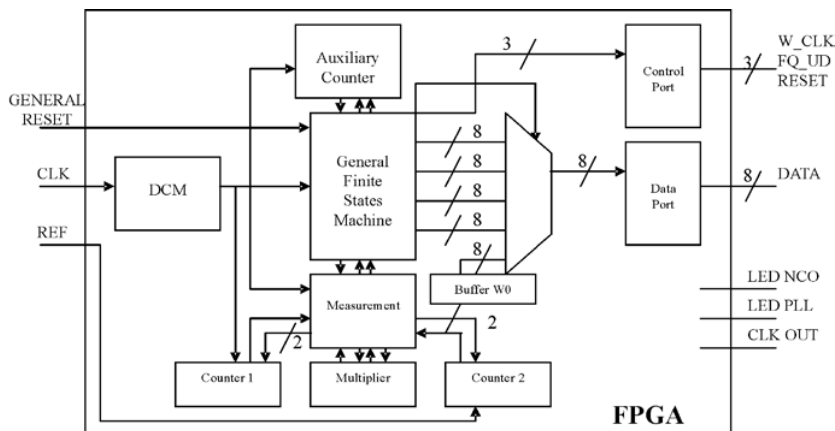 Auxiliary
Counter
3
Control
Port
3
W_CLK
FQ_UD
RESET
GENERAL
RESET
General
Finite
States
Machine
8
8
8
8
8
8
Data
Port
8
DATA
CLK
DCM
REF
Buffer W0
LED NCO
LED PLL
CLK OUT
Measurement
2
2
Counter 1
Multiplier
Counter 2
FPGA